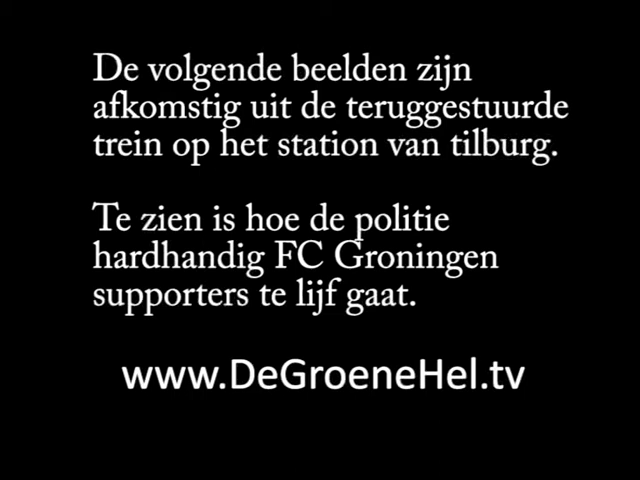 De volgende beelden zijn
afkomstig uit de teruggestuurde
trein op het station van tilburg.
Te zien is hoe de politie
hardhandig FC Groningen
supporters te lijf gaat.
www.DeGroeneHel.tv